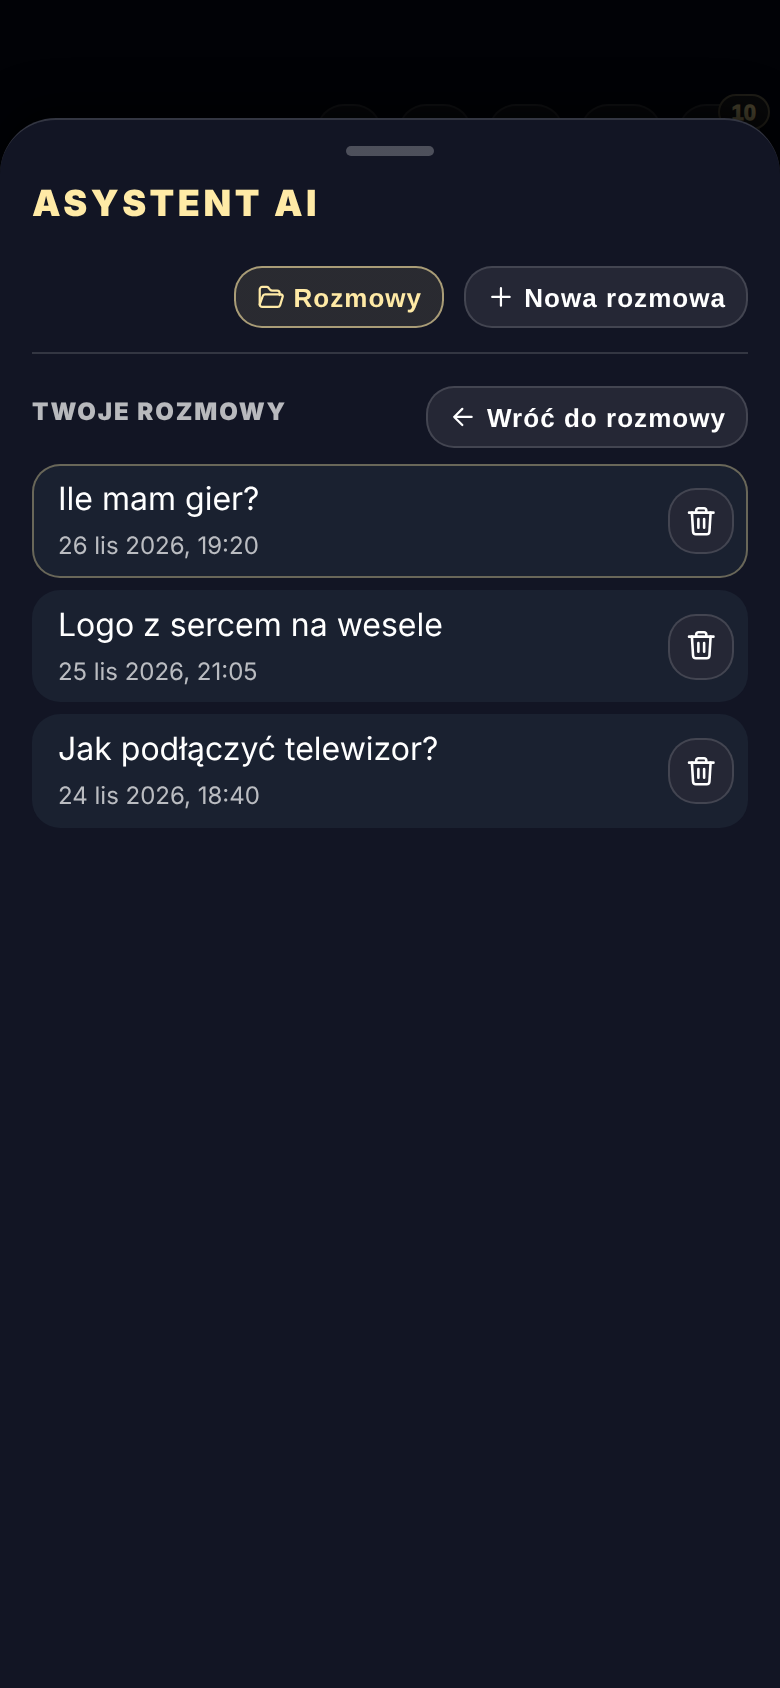 10
ASYSTENT AI
Rozmowy
Nowa rozmowa
TWOJE ROZMOWY
Wróć do rozmowy
Ile mam gier?
26 lis 2026, 19:20
Logo z sercem na wesele
25 lis 2026, 21:05
Jak podłączyć telewizor?
24 lis 2026, 18:40